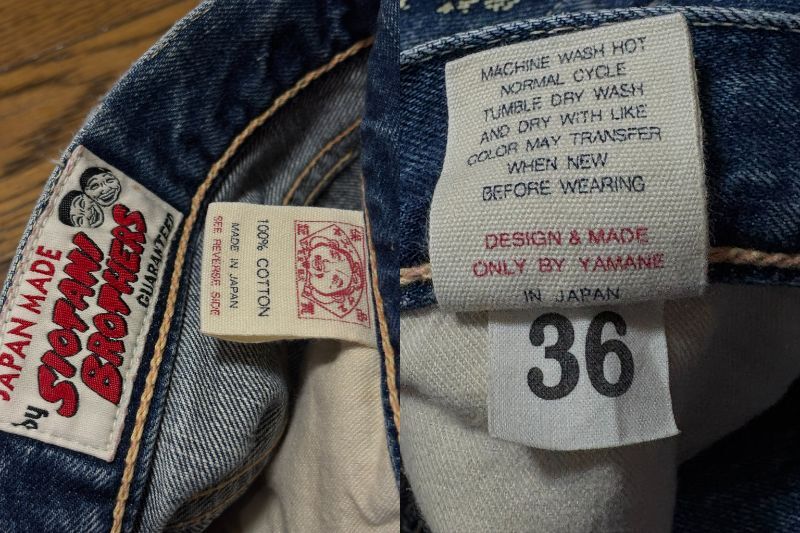 JAPAN MADE
by SIOTANI
BROTHERS
GUARANTEED
100% COTTON
MADE IN JAPAN
SEE REVERSE SIDE
MACHINE WASH HOT
NORMAL CYCLE
TUMBLE DRY WASH
AND DRY WITH LIKE
COLOR MAY TRANSFER
WHEN NEW
BEFORE WEARING
DESIGN & MADE
ONLY BY YAMANE
IN JAPAN
36